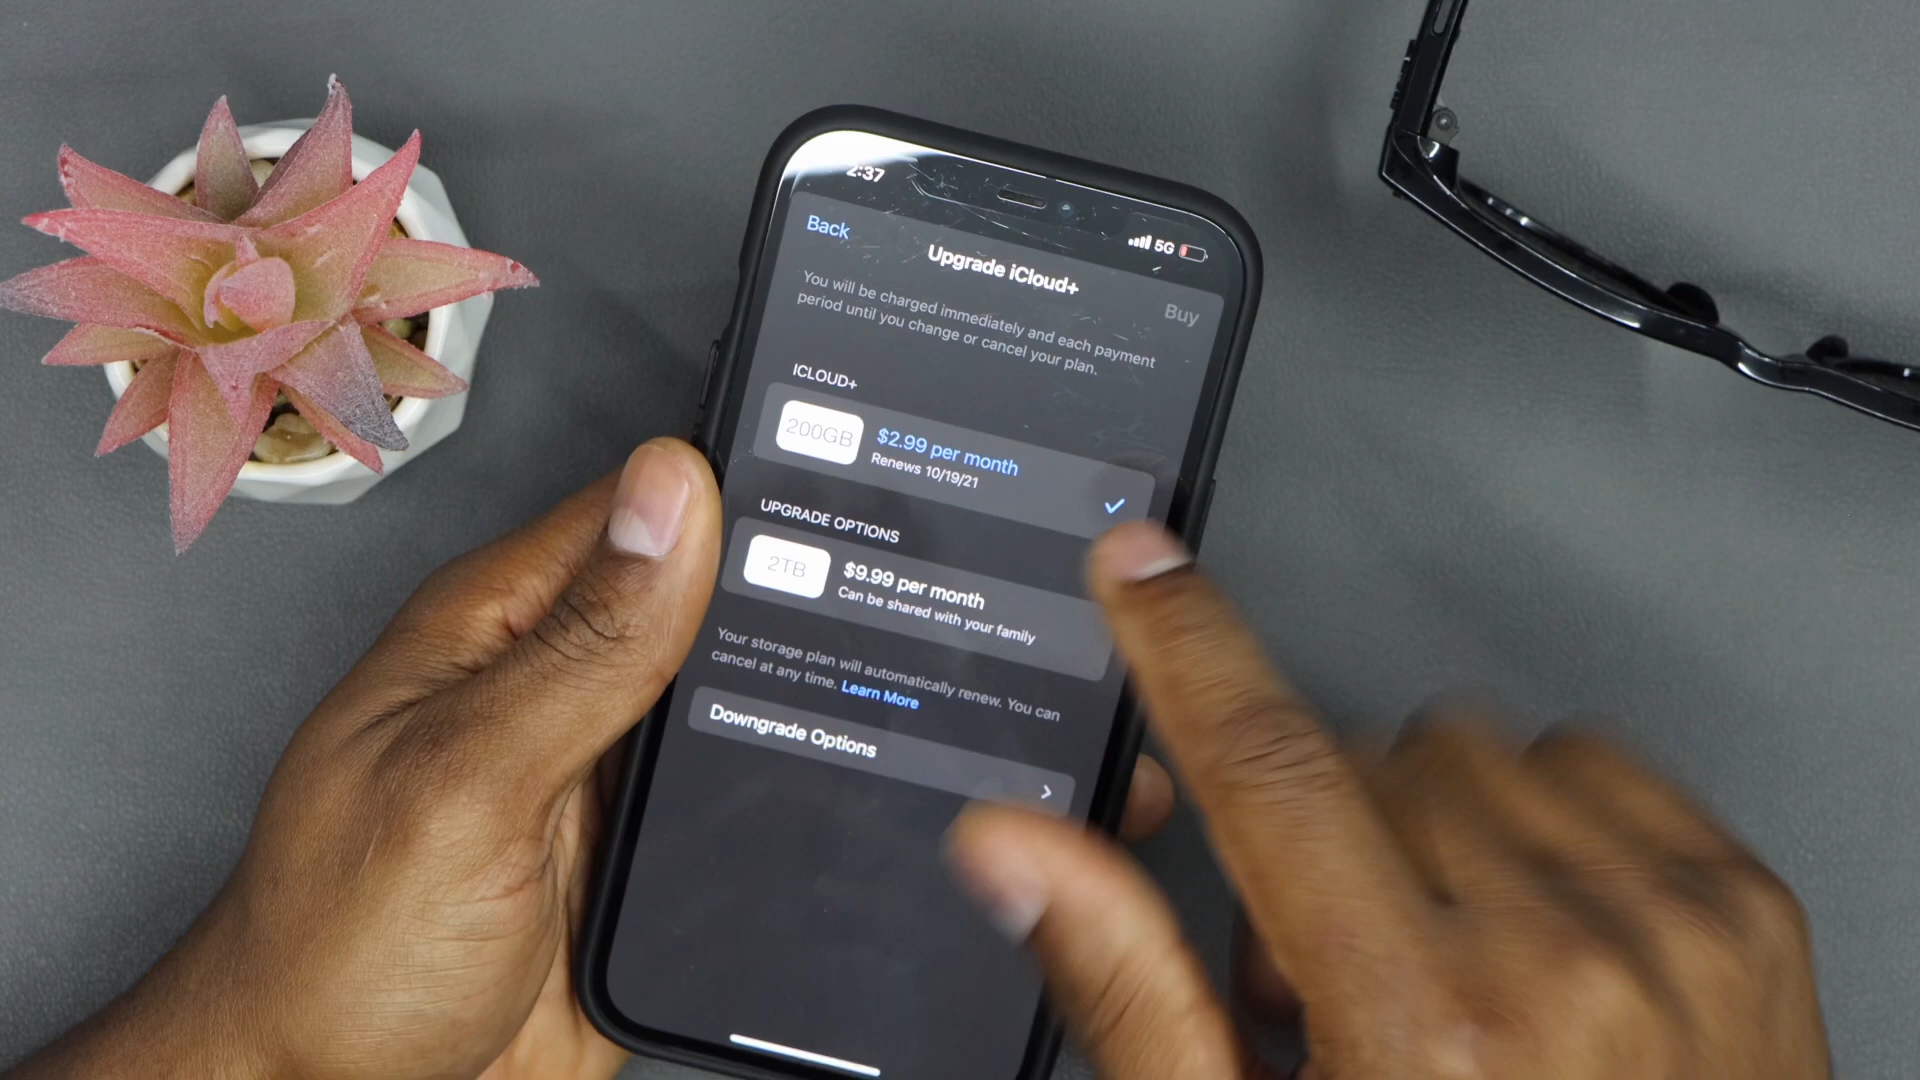 2:37
5G
Back
Upgrade iCloud+
Buy
You will be charged immediately and each payment
period until you change or cancel your plan.
ICLOUD+
200GB
$2.99 per month
Renews 10/19/21
UPGRADE OPTIONS
2TB
$9.99 per month
Can be shared with your family
Your storage plan will automatically renew. You can
cancel at any time. Learn More
Downgrade Options